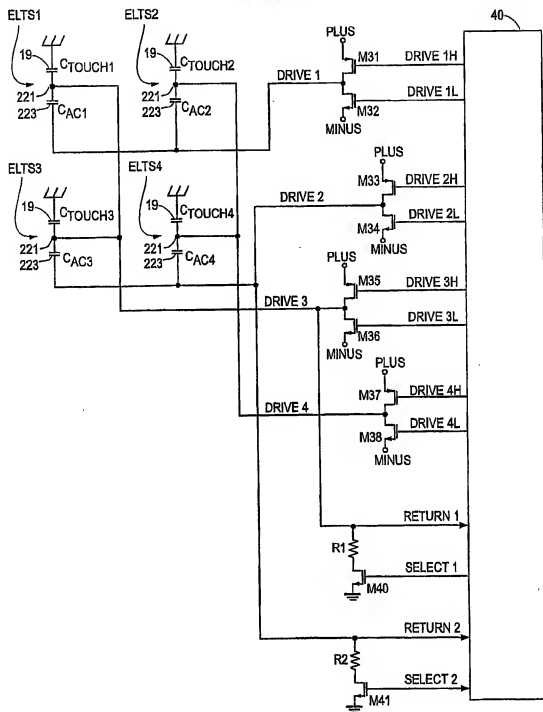 ELTS1
ELTS2
40
19
CTOUCH1
221
223
CAC1
19
CTOUCH2
221
223
CAC2
DRIVE 1
PLUS
M31
DRIVE 1H
M32
DRIVE 1L
MINUS
ELTS3
ELTS4
19
CTOUCH3
221
223
CAC3
19
CTOUCH4
221
223
CAC4
DRIVE 2
PLUS
M33
DRIVE 2H
M34
DRIVE 2L
MINUS
DRIVE 3
M35
DRIVE 3H
M36
DRIVE 3L
MINUS
DRIVE 4
PLUS
M37
DRIVE 4H
M38
DRIVE 4L
MINUS
RETURN 1
R1
SELECT 1
M40
RETURN 2
R2
SELECT 2
M41
PLUS